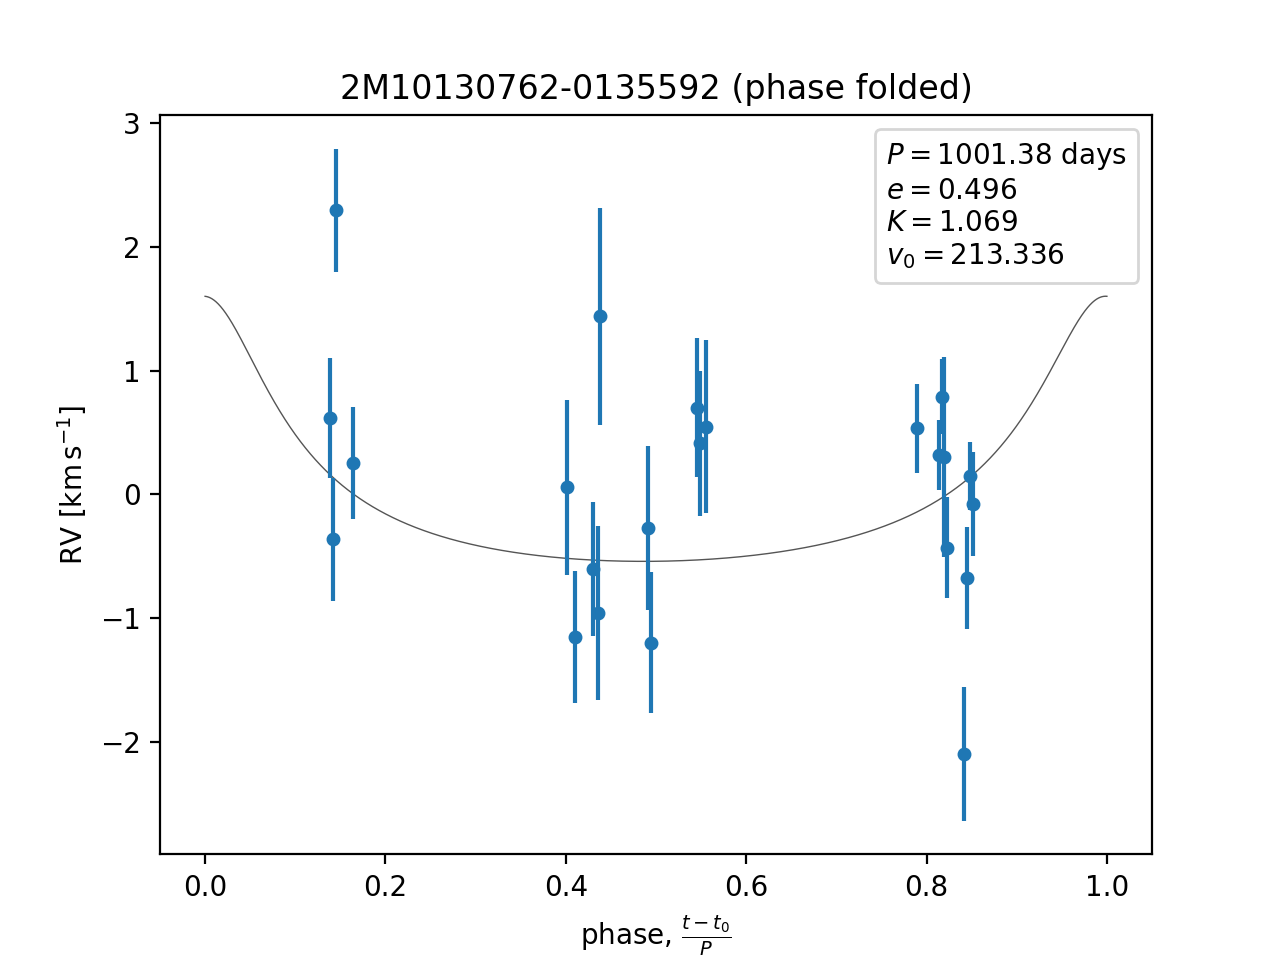 2M10130762-0135592 (phase folded)
P = 1001.38 days
e = 0.496
K = 1.069
v₀ = 213.336
3
2
1
0
−1
−2
RV [km s⁻¹]
0.0 0.2 0.4 0.6 0.8 1.0
phase, (t − t₀)/P